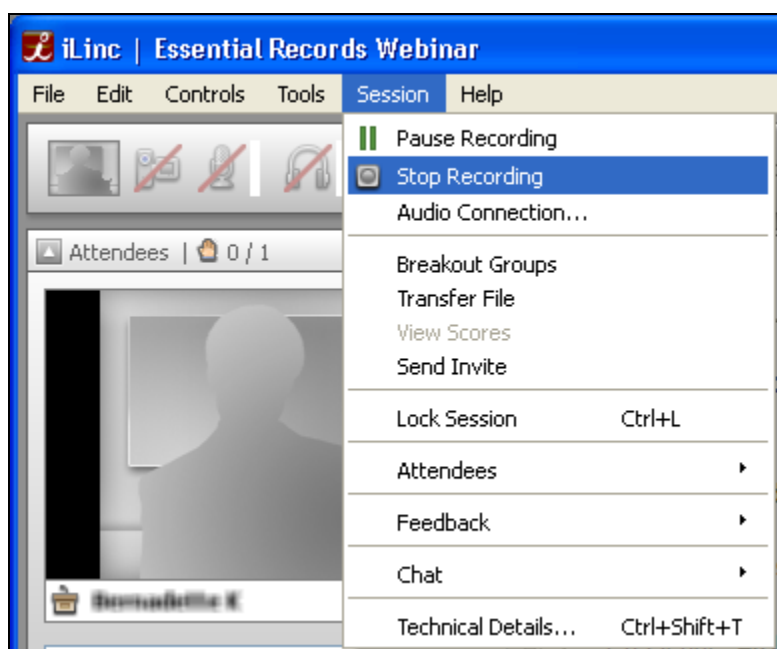 iLinc | Essential Records Webinar
File Edit Controls Tools Session Help
Pause Recording
Stop Recording
Audio Connection...
Attendees | 0 / 1
Breakout Groups
Transfer File
View Scores
Send Invite
Lock Session Ctrl+L
Attendees
Feedback
Chat
Technical Details... Ctrl+Shift+T